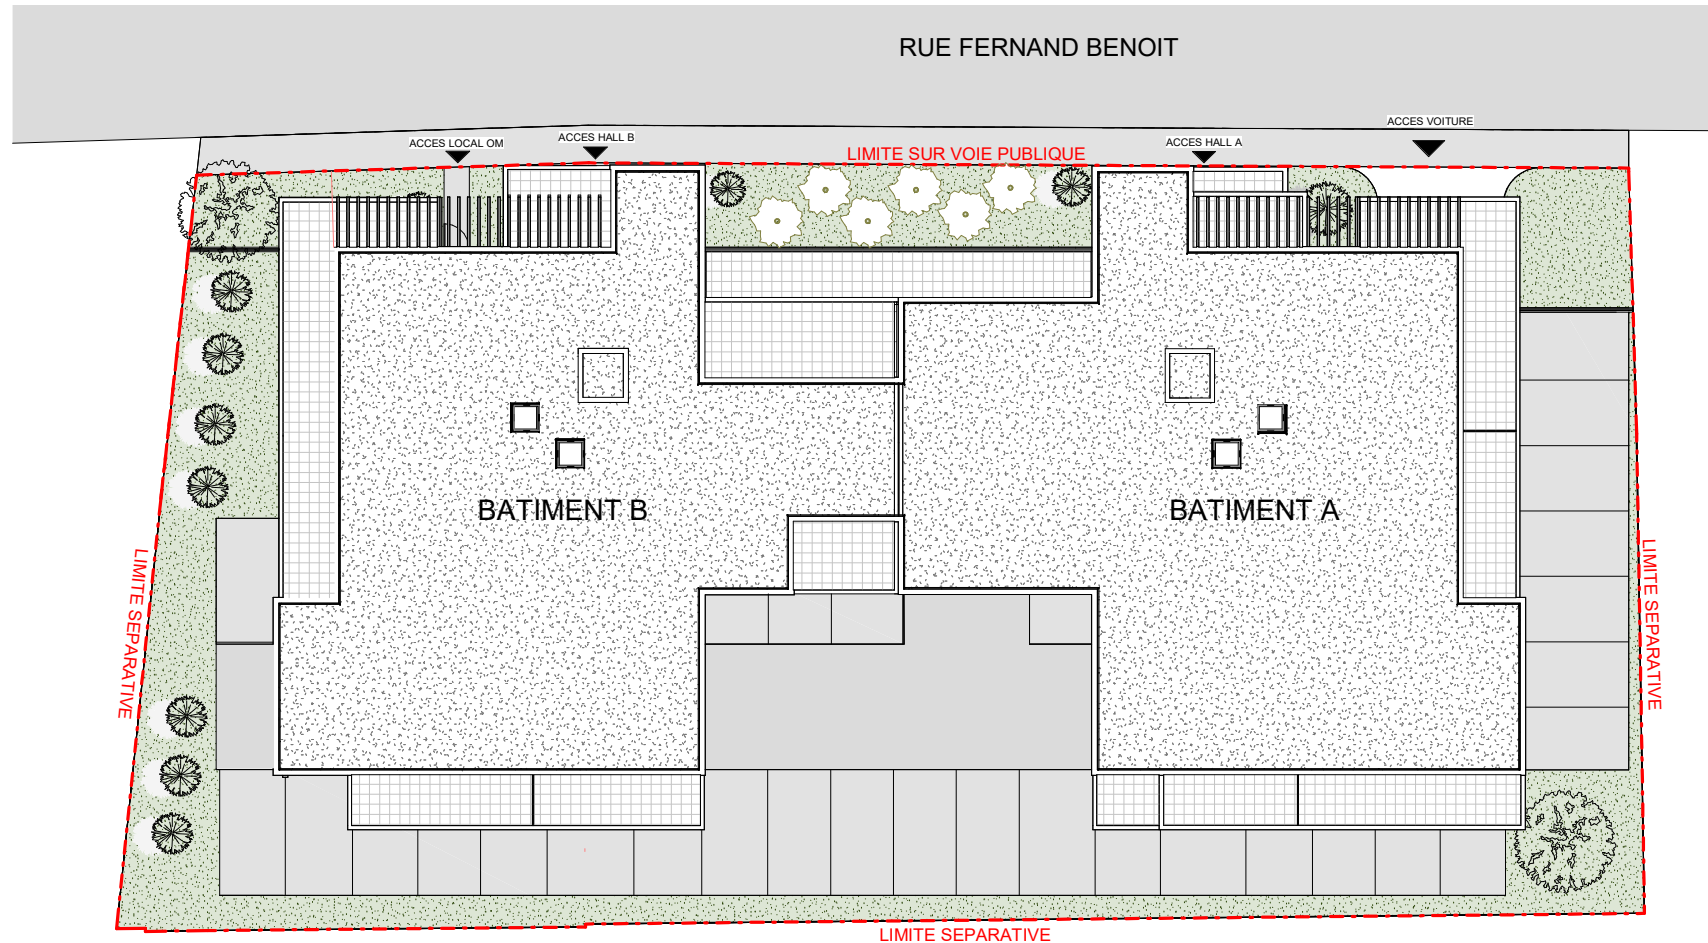 RUE FERNAND BENOIT
ACCES VOITURE
ACCES LOCAL OM
ACCES HALL B
ACCES HALL A
LIMITE SUR VOIE PUBLIQUE
BATIMENT B
BATIMENT A
LIMITE SEPARATIVE
LIMITE SEPARATIVE
LIMITE SEPARATIVE